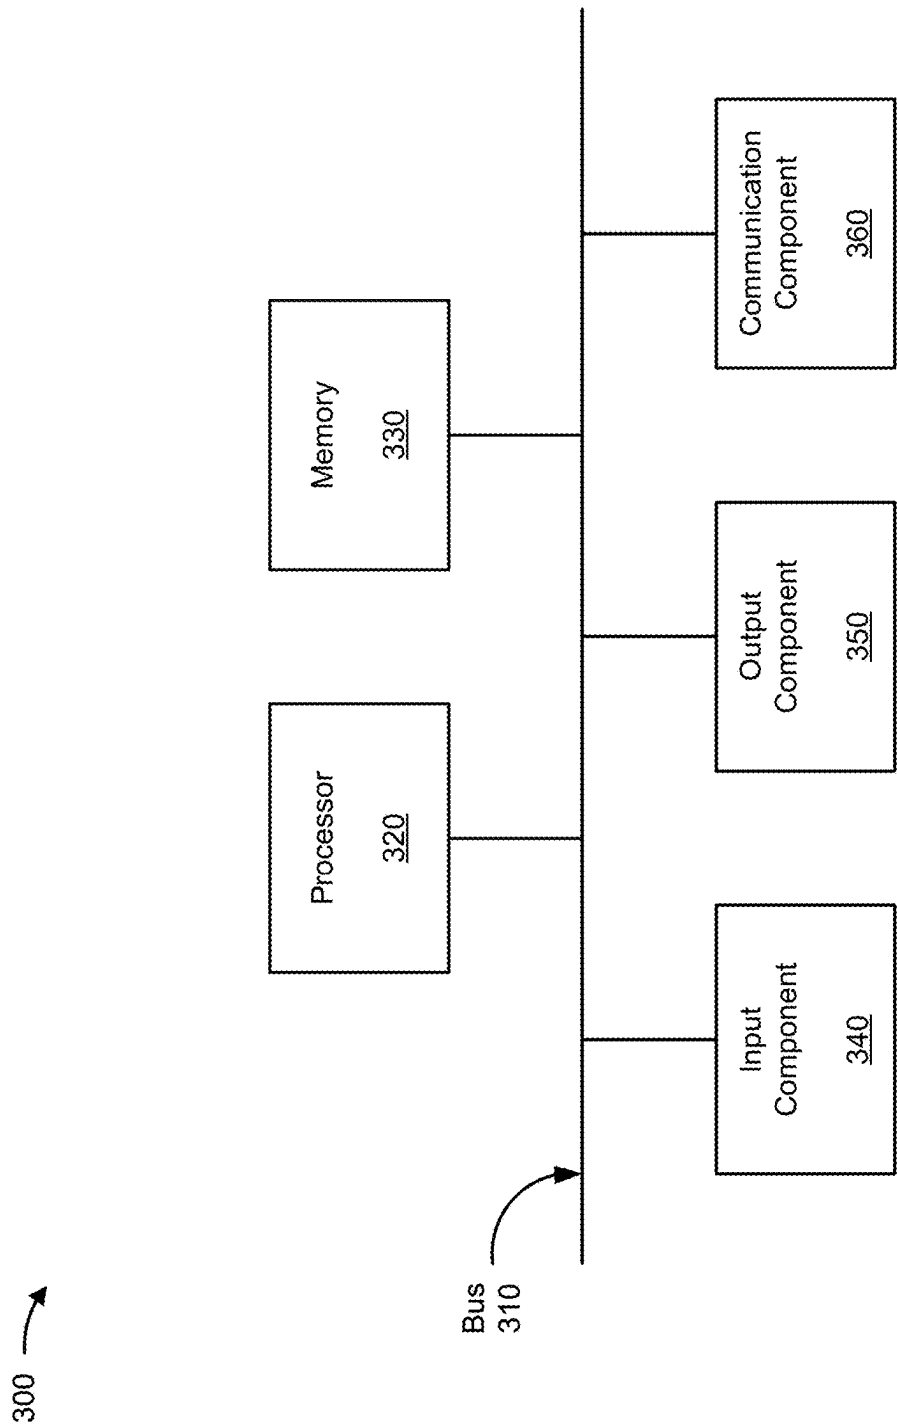 300
Processor
320
Memory
330
Bus
310
Input
Component
340
Output
Component
350
Communication
Component
360